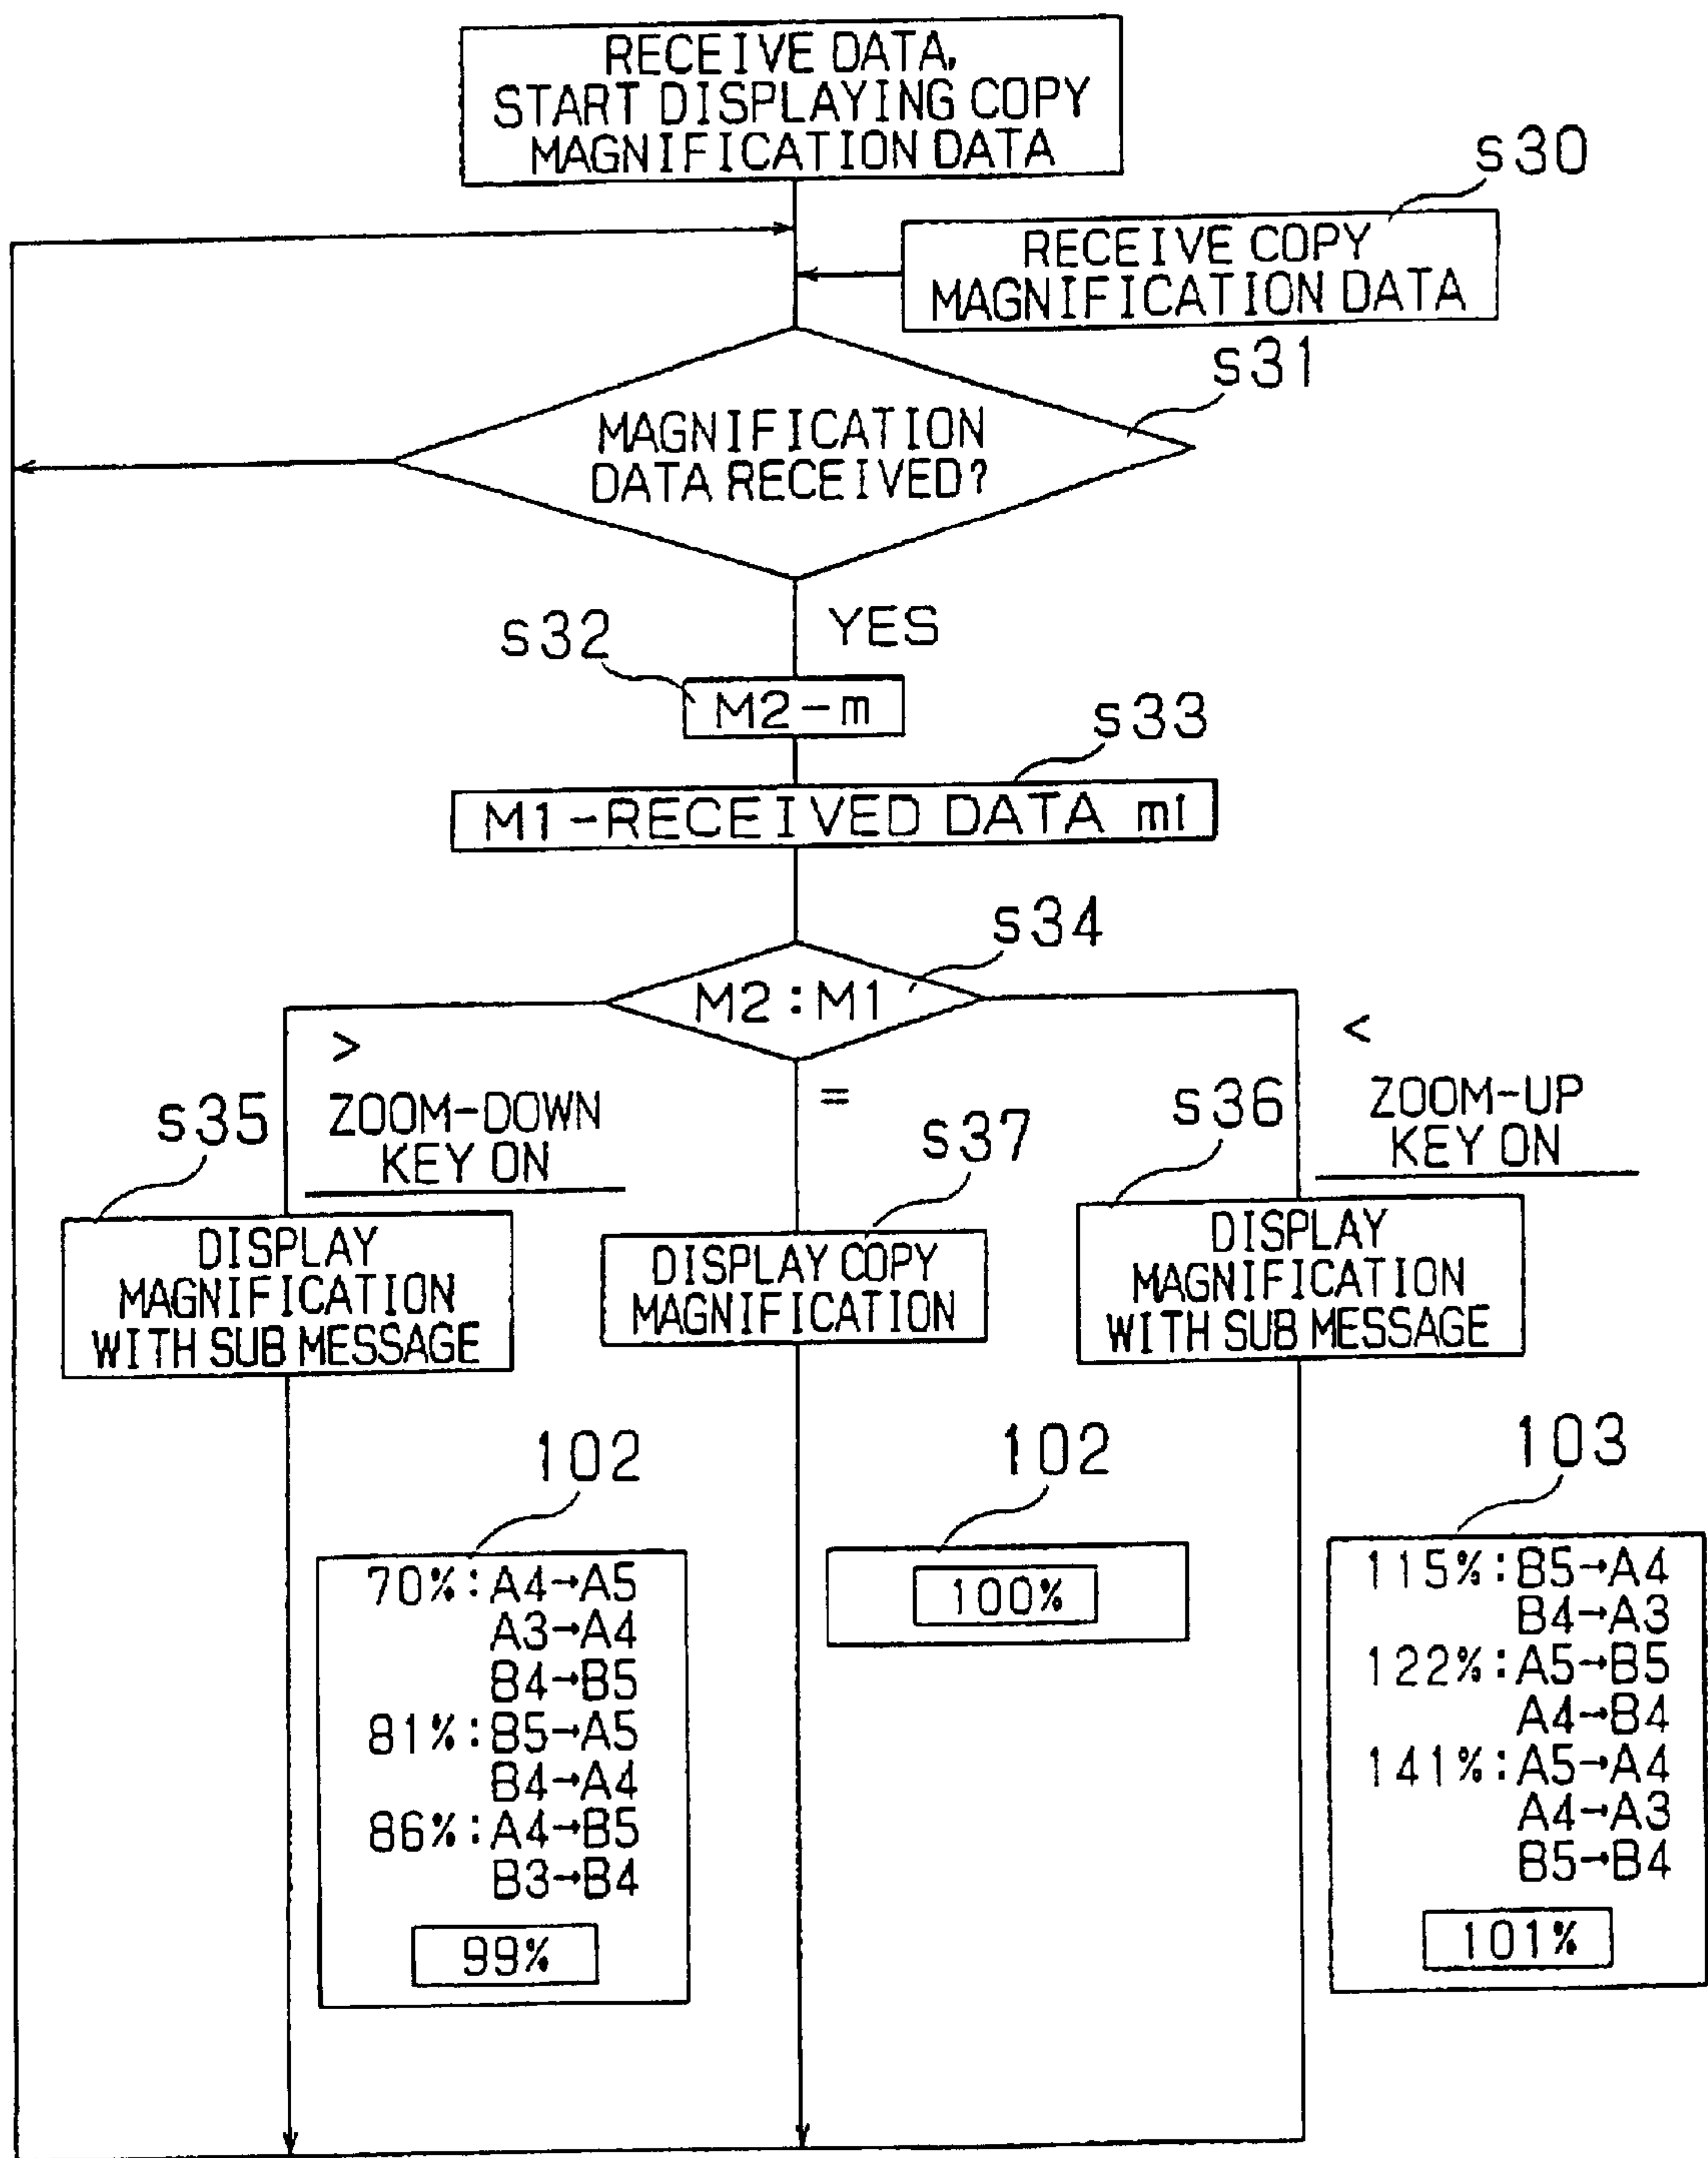 RECEIVE DATA,
START DISPLAYING COPY
MAGNIFICATION DATA
s30
RECEIVE COPY
MAGNIFICATION DATA
s31
MAGNIFICATION
DATA RECEIVED?
YES
s32
M2-m
s33
M1-RECEIVED DATA mi
s34
M2:M1
>
=
<
ZOOM-DOWN
KEY ON
ZOOM-UP
KEY ON
s35
DISPLAY
MAGNIFICATION
WITH SUB MESSAGE
s37
DISPLAY COPY
MAGNIFICATION
s36
DISPLAY
MAGNIFICATION
WITH SUB MESSAGE
102
70%:A4→A5
A3→A4
B4→B5
81%:B5→A5
B4→A4
86%:A4→B5
B3→B4
99%
102
100%
103
115%:B5→A4
B4→A3
122%:A5→B5
A4→B4
141%:A5→A4
A4→A3
B5→B4
101%